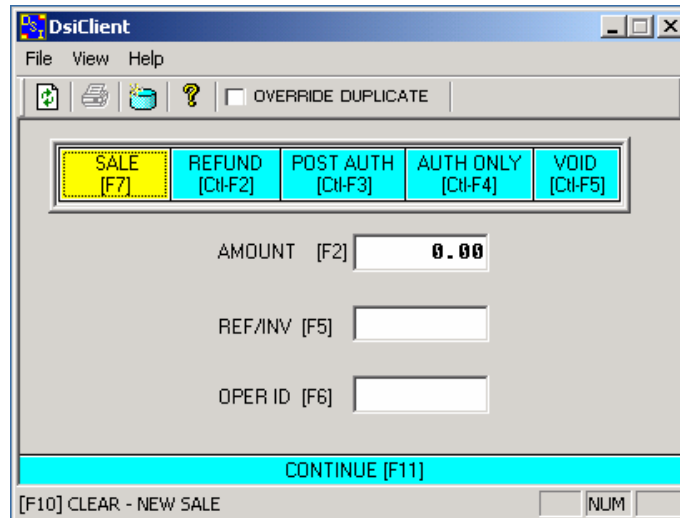 DsiClient
File View Help
OVERRIDE DUPLICATE
SALE [F7]
REFUND [Ctl-F2]
POST AUTH [Ctl-F3]
AUTH ONLY [Ctl-F4]
VOID [Ctl-F5]
AMOUNT [F2] 0.00
REF/INV [F5]
OPER ID [F6]
CONTINUE [F11]
[F10] CLEAR - NEW SALE NUM